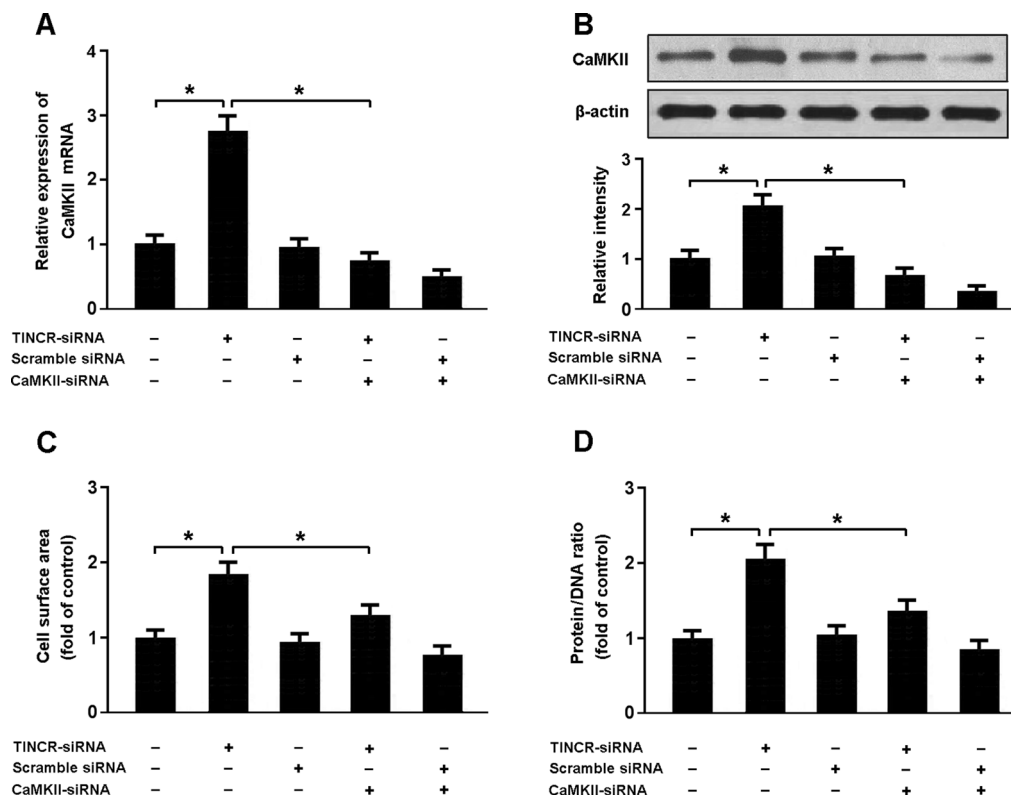 A
Relative expression of
CaMKII mRNA
4
3
2
1
0
* *
TINCR-siRNA – + – + –
Scramble siRNA – – + – +
CaMKII-siRNA – – – + +
B
CaMKII
β-actin
Relative intensity
3
2
1
0
* *
TINCR-siRNA – + – + –
Scramble siRNA – – + – +
CaMKII-siRNA – – – + +
C
Cell surface area
(fold of control)
3
2
1
0
* *
TINCR-siRNA – + – + –
Scramble siRNA – – + – +
CaMKII-siRNA – – – + +
D
Protein/DNA ratio
(fold of control)
3
2
1
0
* *
TINCR-siRNA – + – + –
Scramble siRNA – – + – +
CaMKII-siRNA – – – + +